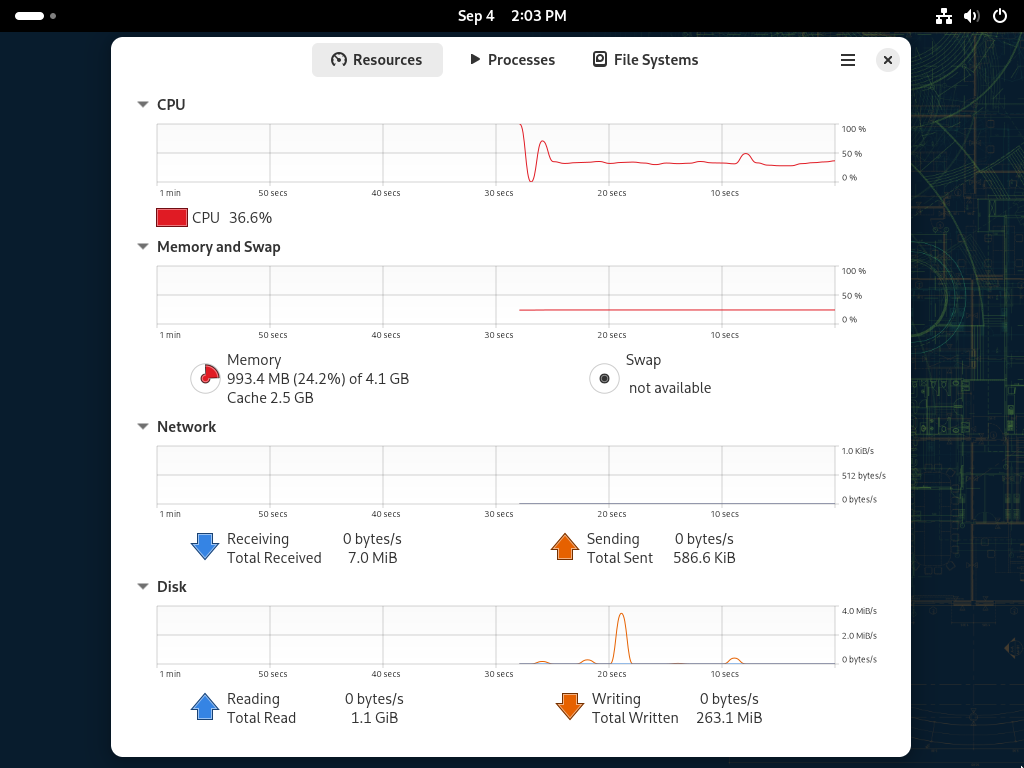 Sep 4 2:03 PM
Resources Processes File Systems
CPU
100 %
50 %
0 %
1 min 50 secs 40 secs 30 secs 20 secs 10 secs
CPU 36.6%
Memory and Swap
100 %
50 %
0 %
1 min 50 secs 40 secs 30 secs 20 secs 10 secs
Memory
993.4 MB (24.2%) of 4.1 GB
Cache 2.5 GB
Swap
not available
Network
1.0 KiB/s
512 bytes/s
0 bytes/s
1 min 50 secs 40 secs 30 secs 20 secs 10 secs
Receiving 0 bytes/s
Total Received 7.0 MiB
Sending 0 bytes/s
Total Sent 586.6 KiB
Disk
4.0 MiB/s
2.0 MiB/s
0 bytes/s
1 min 50 secs 40 secs 30 secs 20 secs 10 secs
Reading 0 bytes/s
Total Read 1.1 GiB
Writing 0 bytes/s
Total Written 263.1 MiB